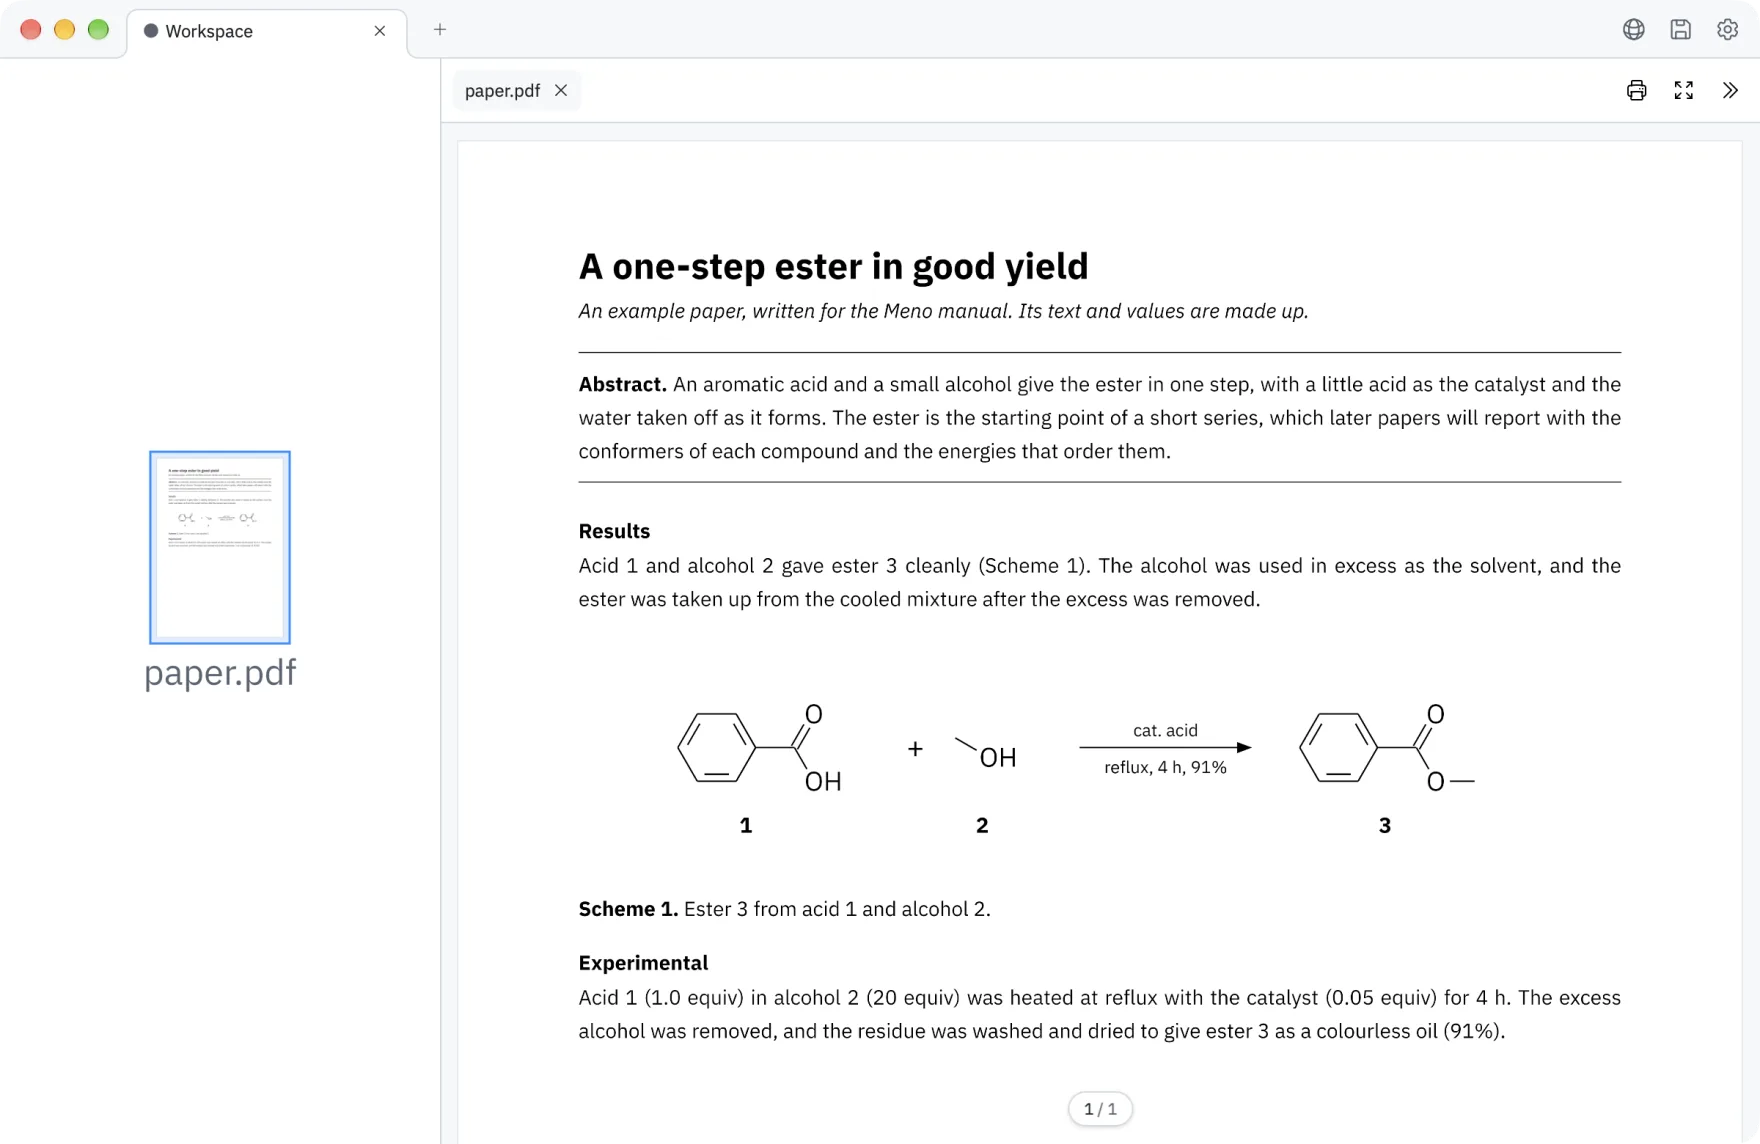 Workspace
paper.pdf
paper.pdf
A one-step ester in good yield
An example paper, written for the Meno manual. Its text and values are made up.
Abstract. An aromatic acid and a small alcohol give the ester in one step, with a little acid as the catalyst and the
water taken off as it forms. The ester is the starting point of a short series, which later papers will report with the
conformers of each compound and the energies that order them.
Results
Acid 1 and alcohol 2 gave ester 3 cleanly (Scheme 1). The alcohol was used in excess as the solvent, and the
ester was taken up from the cooled mixture after the excess was removed.
O
OH
+
OH
cat. acid
reflux, 4 h, 91%
O
O
1
2
3
Scheme 1. Ester 3 from acid 1 and alcohol 2.
Experimental
Acid 1 (1.0 equiv) in alcohol 2 (20 equiv) was heated at reflux with the catalyst (0.05 equiv) for 4 h. The excess
alcohol was removed, and the residue was washed and dried to give ester 3 as a colourless oil (91%).
1 / 1